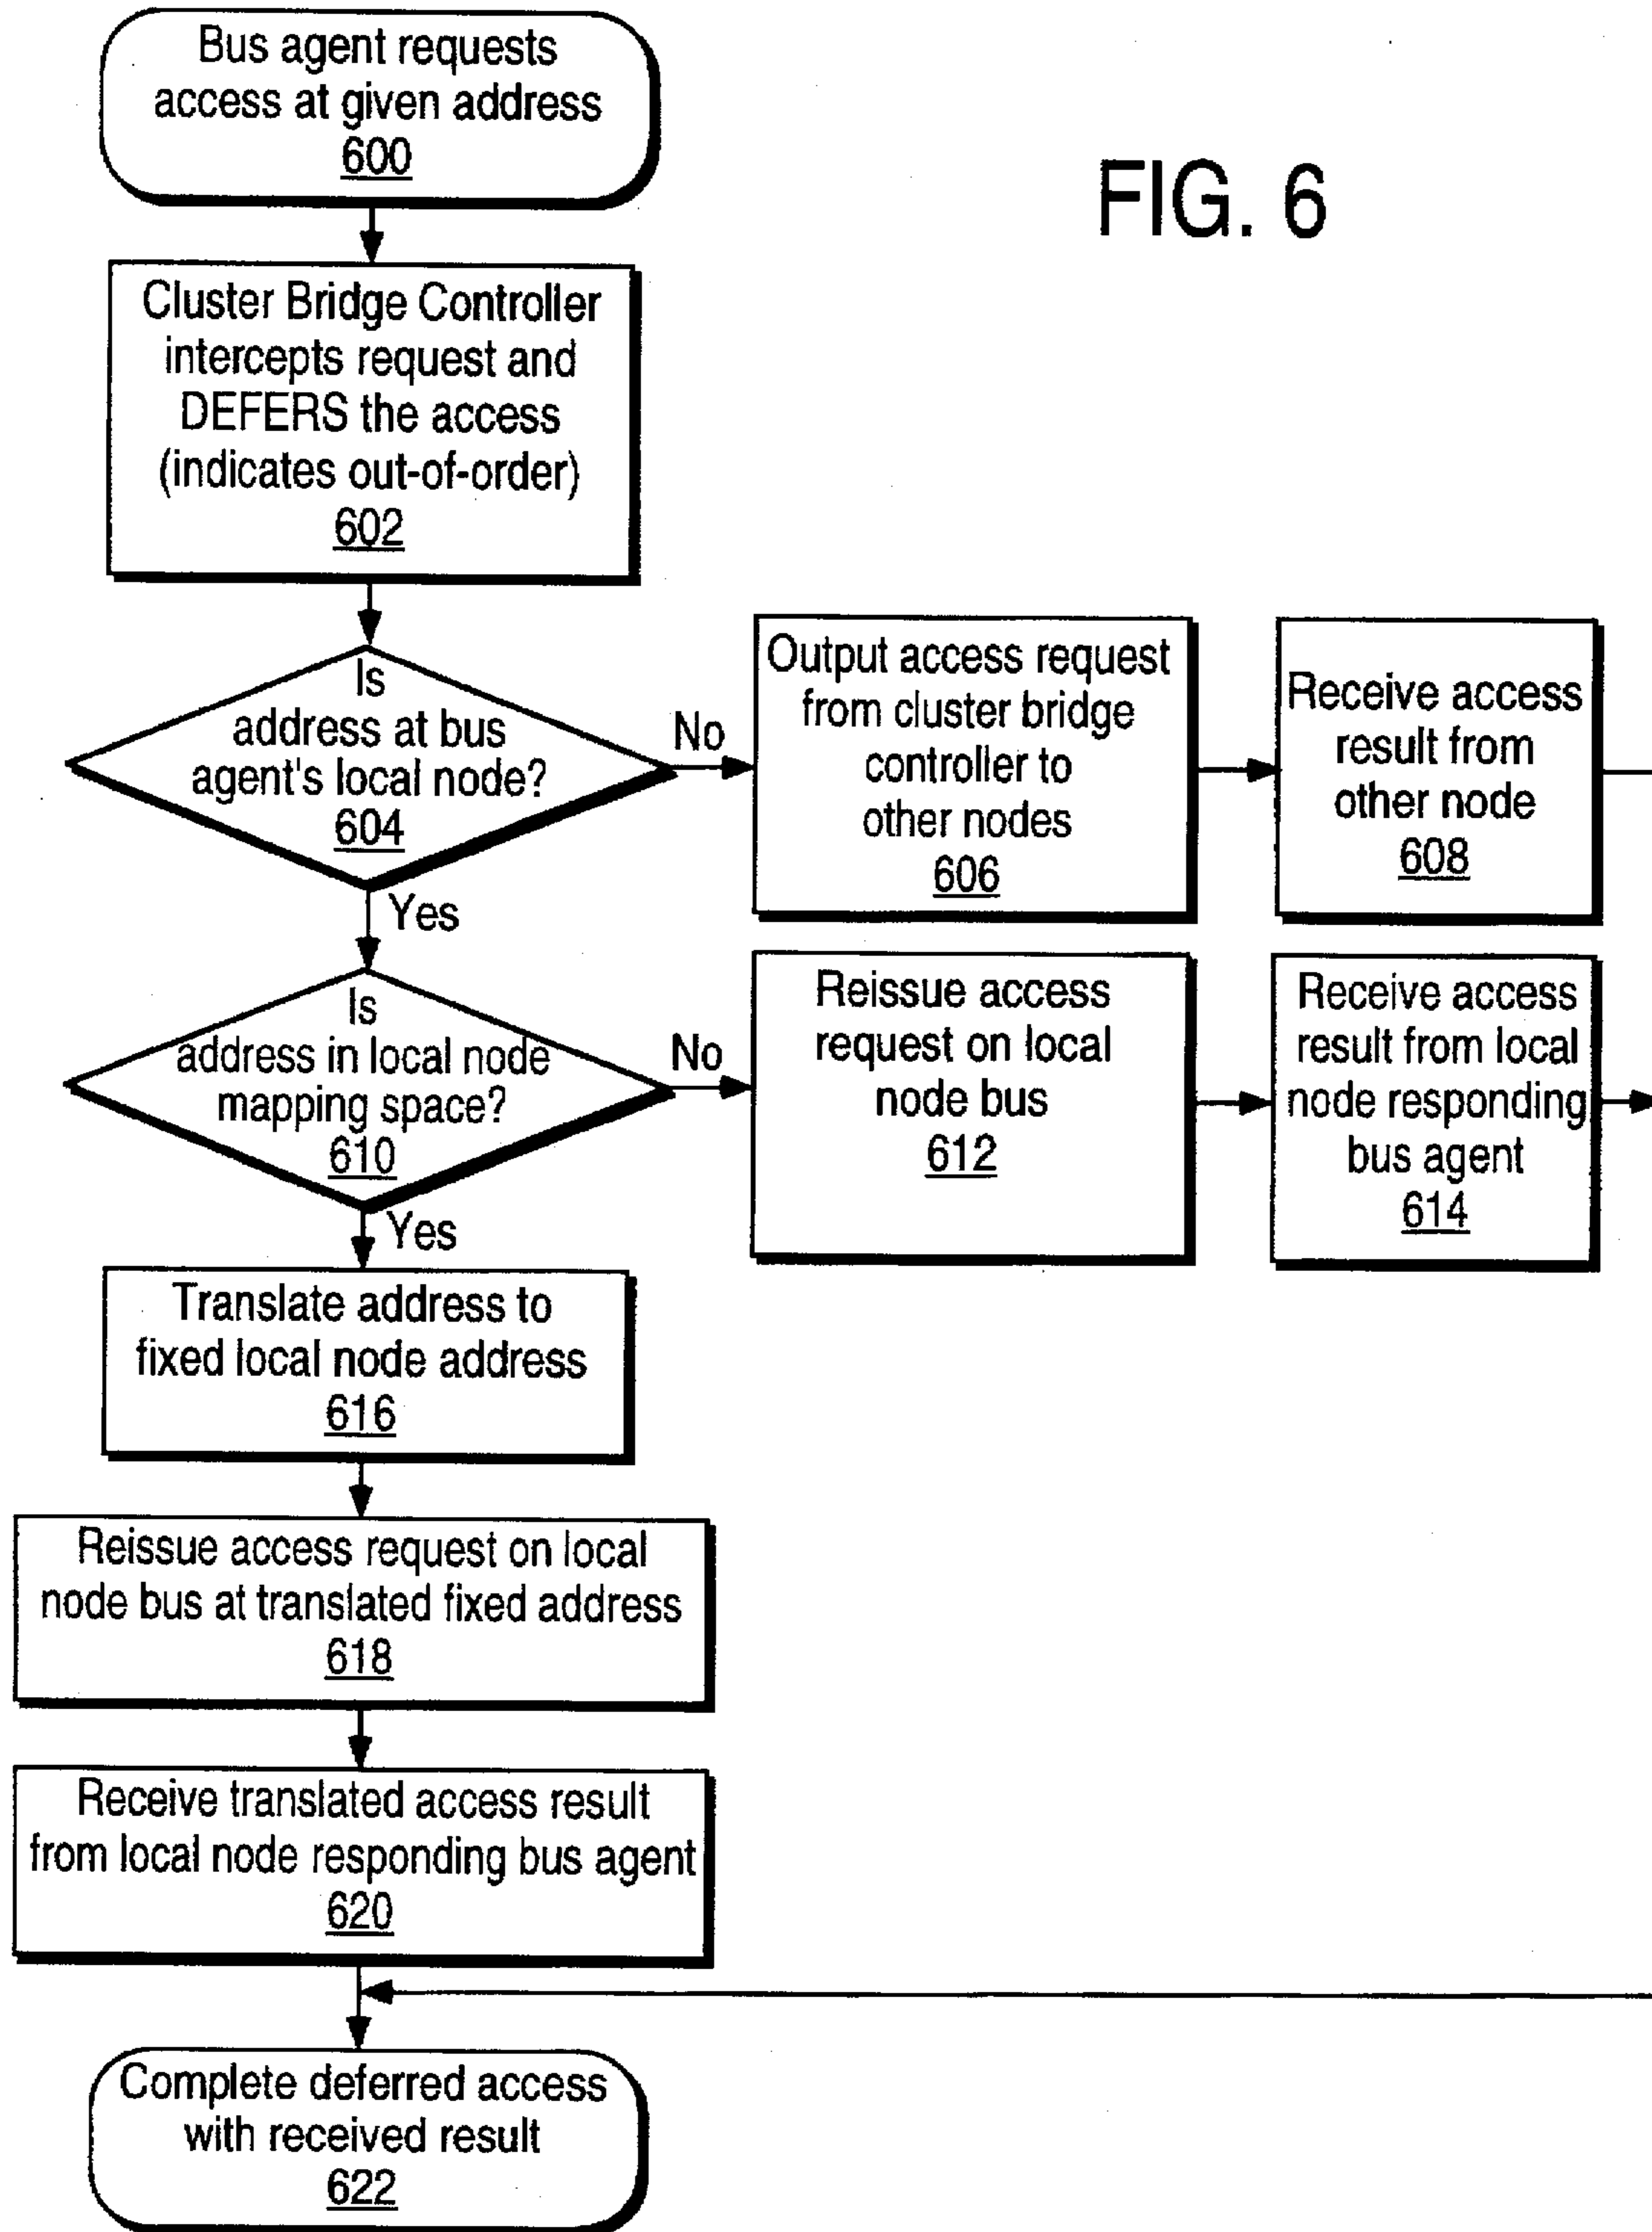 Bus agent requests
access at given address
600
FIG. 6
Cluster Bridge Controller
intercepts request and
DEFERS the access
(indicates out-of-order)
602
Is
address at bus
agent's local node?
604
No
Output access request
from cluster bridge
controller to
other nodes
606
Receive access
result from
other node
608
Yes
Is
address in local node
mapping space?
610
No
Reissue access
request on local
node bus
612
Receive access
result from local
node responding
bus agent
614
Yes
Translate address to
fixed local node address
616
Reissue access request on local
node bus at translated fixed address
618
Receive translated access result
from local node responding bus agent
620
Complete deferred access
with received result
622